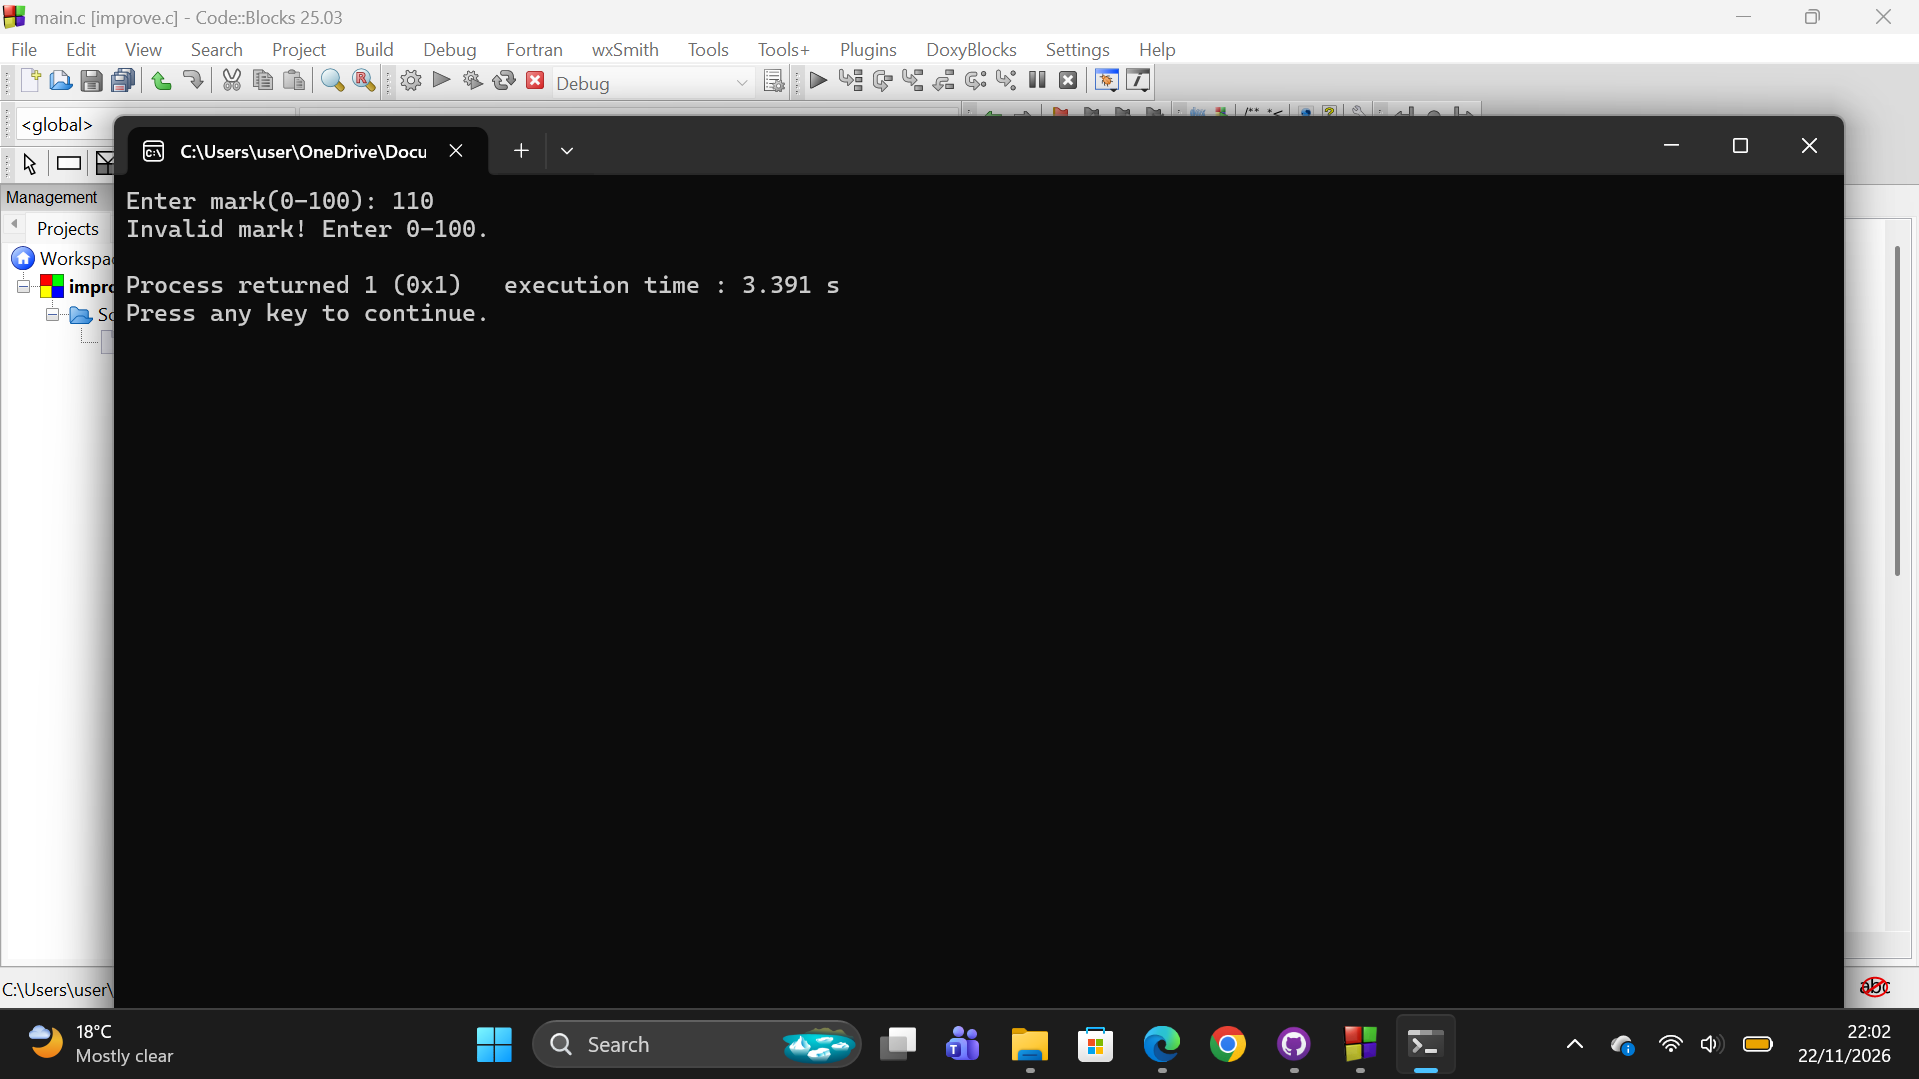 main.c [improve.c] - Code::Blocks 25.03
File Edit View Search Project Build Debug Fortran wxSmith Tools Tools+ Plugins DoxyBlocks Settings Help
Debug
<global>
C:\Users\user\OneDrive\Docu
Management
Projects
Enter mark(0-100): 110
Invalid mark! Enter 0-100.
Process returned 1 (0x1)   execution time : 3.391 s
Press any key to continue.
C:\Users\user\
abc
18°C
Mostly clear
Search
22:02
22/11/2026